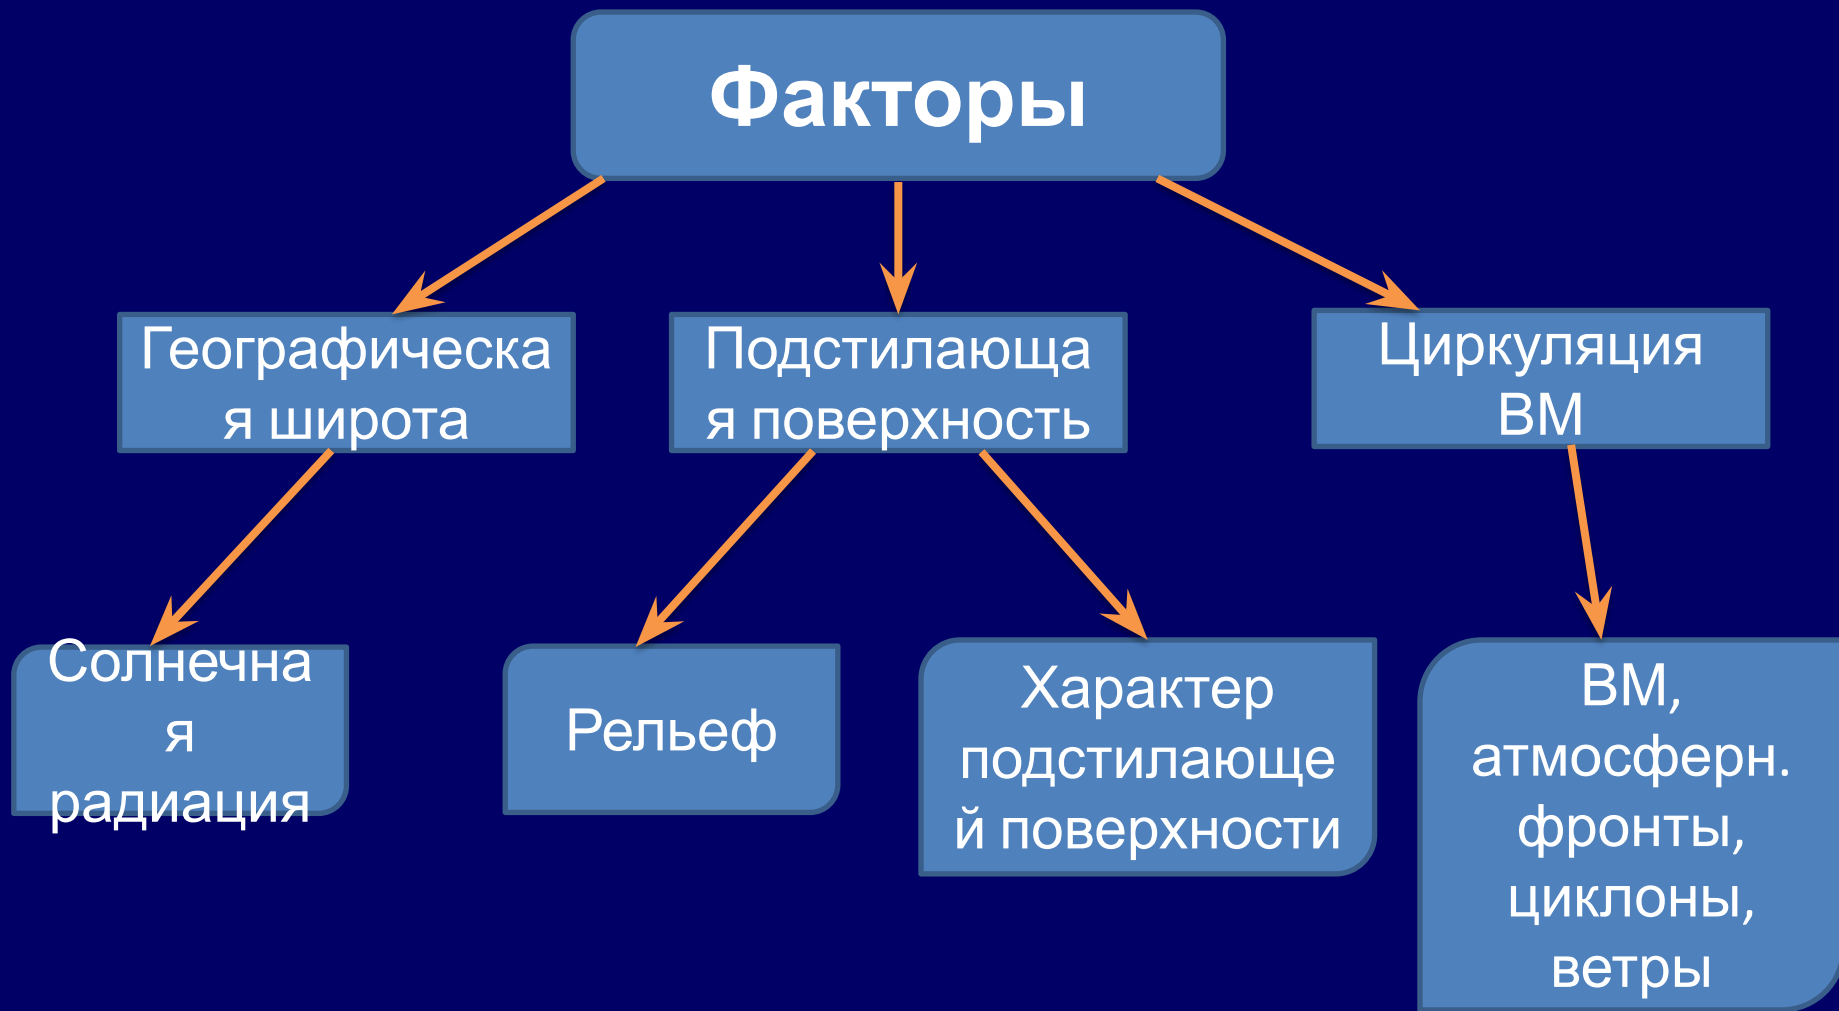 Факторы
Географическа
я широта
Подстилающа
я поверхность
Циркуляция
ВМ
Солнечна
я
радиация
Рельеф
Характер
подстилающе
й поверхности
ВМ,
атмосферн.
фронты,
циклоны,
ветры